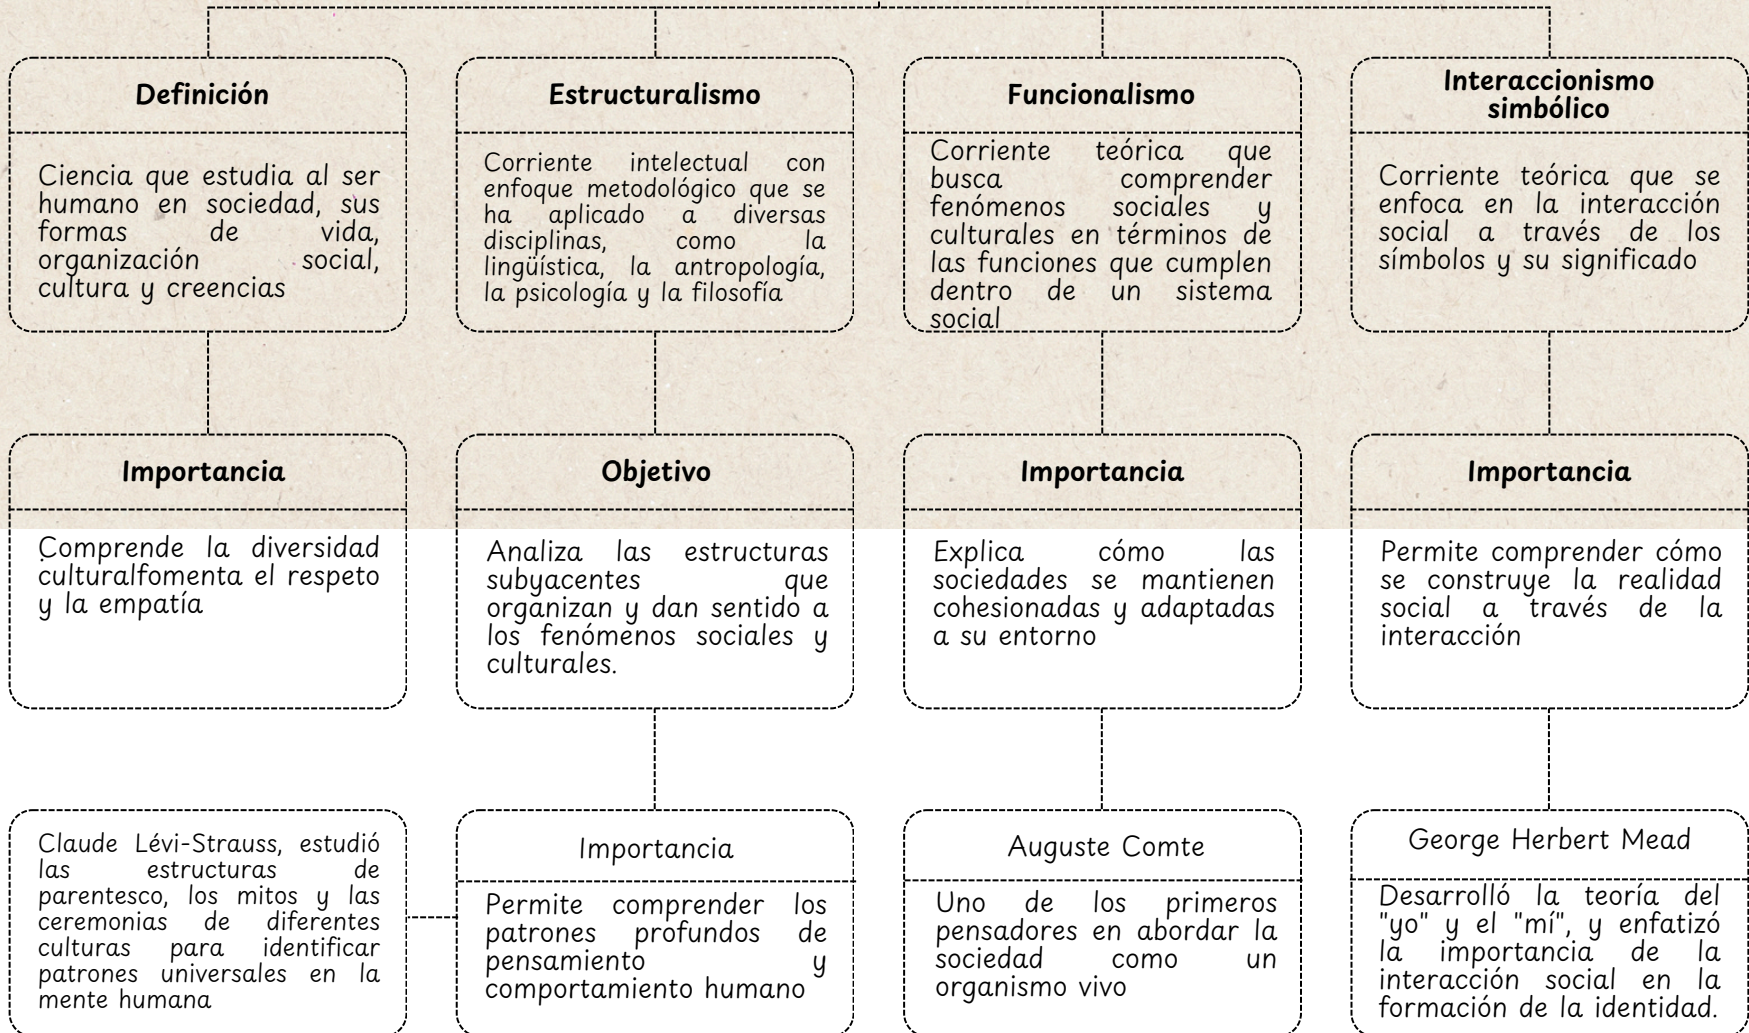 Definición
Ciencia que estudia al ser
humano en sociedad, sus
formas de vida,
organización social,
cultura y creencias
Estructuralismo
Corriente intelectual con
enfoque metodológico que se
ha aplicado a diversas
disciplinas, como la
lingüística, la antropología,
la psicología y la filosofía
Funcionalismo
Corriente teórica que
busca comprender
fenómenos sociales y
culturales en términos de
las funciones que cumplen
dentro de un sistema
social
Interaccionismo
simbólico
Corriente teórica que se
enfoca en la interacción
social a través de los
símbolos y su significado
Importancia
Comprende la diversidad
culturalfomenta el respeto
y la empatía
Objetivo
Analiza las estructuras
subyacentes que
organizan y dan sentido a
los fenómenos sociales y
culturales.
Importancia
Explica cómo las
sociedades se mantienen
cohesionadas y adaptadas
a su entorno
Importancia
Permite comprender cómo
se construye la realidad
social a través de la
interacción
Claude Lévi-Strauss, estudió
las estructuras de
parentesco, los mitos y las
ceremonias de diferentes
culturas para identificar
patrones universales en la
mente humana
Importancia
Permite comprender los
patrones profundos de
pensamiento y
comportamiento humano
Auguste Comte
Uno de los primeros
pensadores en abordar la
sociedad como un
organismo vivo
George Herbert Mead
Desarrolló la teoría del
"yo" y el "mí", y enfatizó
la importancia de la
interacción social en la
formación de la identidad.